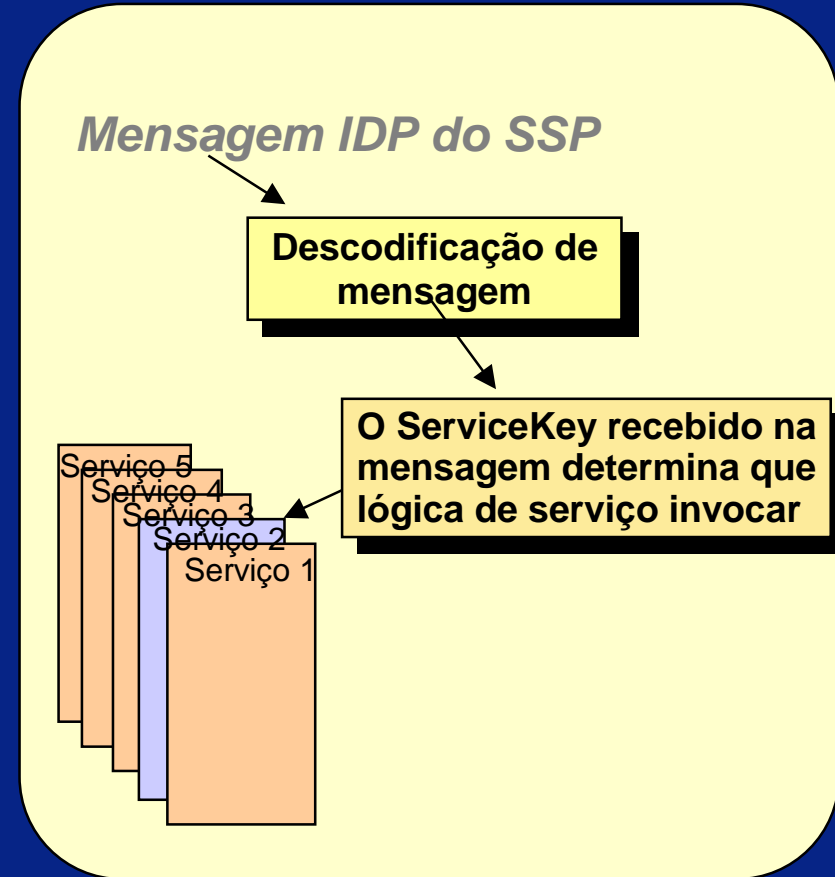 Mensagem IDP do SSP
Descodificação de
mensagem
O ServiceKey recebido na
mensagem determina que
lógica de serviço invocar
Serviço 5
Serviço 4
Serviço 3
Serviço 2
Serviço 1